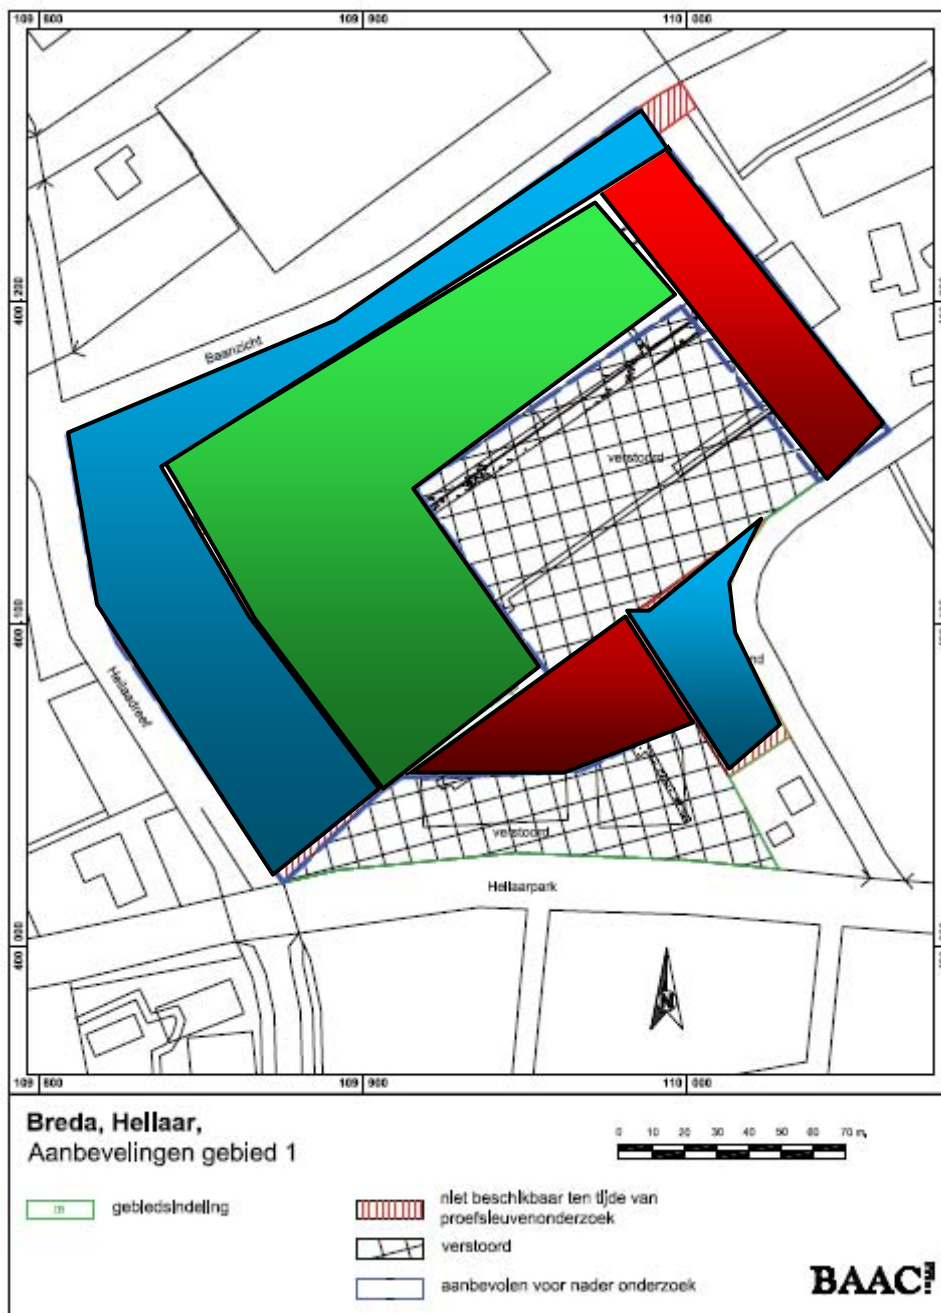 109 800
109 900
110 000
400 200
Baanzicht
verstoord
400 100
Heilaadreef
verstoord
Hellaarpark
400 000
N
109 800
109 900
110 000
Breda, Hellaar,
Aanbevelingen gebied 1
0 10 20 30 40 50 60 70 m,
gebiedsindeling
niet beschikbaar ten tijde van
proefsleuvenonderzoek
verstoord
aanbevolen voor nader onderzoek
BAAC